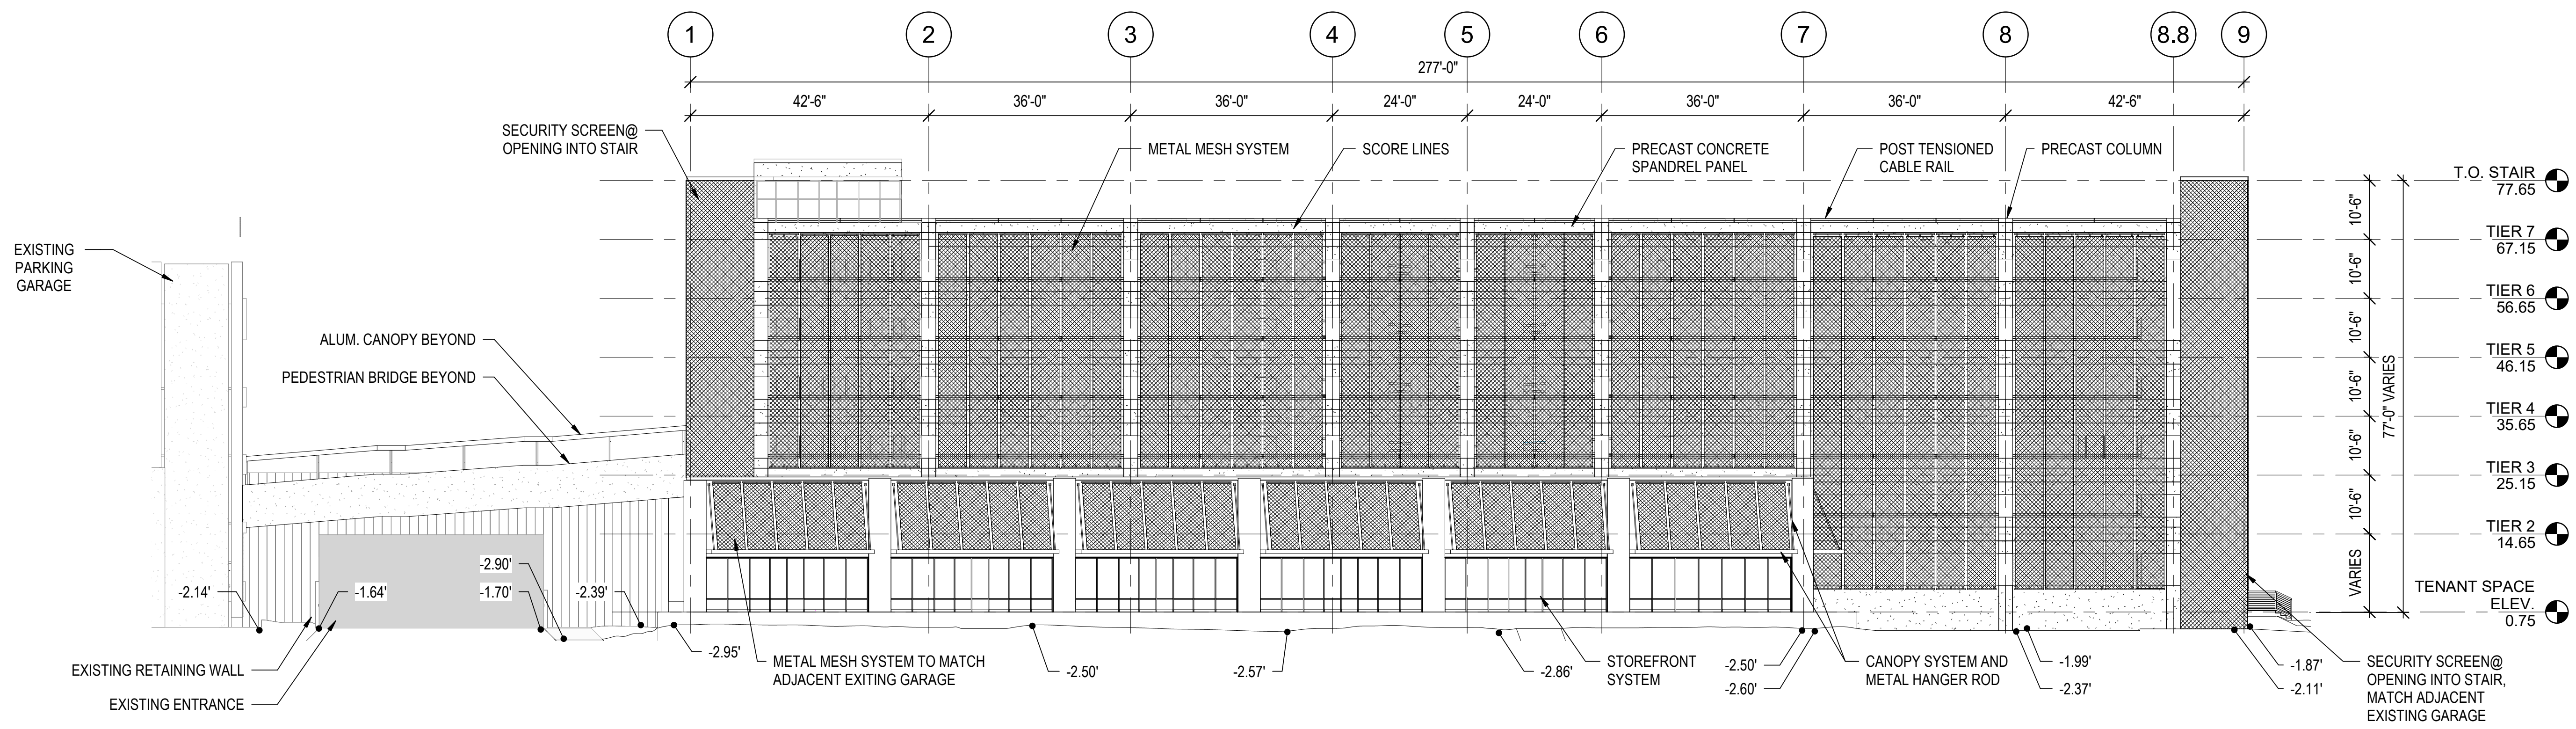 1 2 3 4 5 6 7 8 8.8 9
277'-0"
42'-6" 36'-0" 36'-0" 24'-0" 24'-0" 36'-0" 36'-0" 42'-6"
SECURITY SCREEN@
OPENING INTO STAIR
METAL MESH SYSTEM
SCORE LINES
PRECAST CONCRETE
SPANDREL PANEL
POST TENSIONED
CABLE RAIL
PRECAST COLUMN
T.O. STAIR
77.65
10'-6"
TIER 7
67.15
10'-6"
TIER 6
56.65
10'-6"
TIER 5
46.15
10'-6"
TIER 4
35.65
10'-6"
TIER 3
25.15
10'-6"
TIER 2
14.65
VARIES
TENANT SPACE
ELEV.
0.75
77'-0" VARIES
EXISTING
PARKING
GARAGE
ALUM. CANOPY BEYOND
PEDESTRIAN BRIDGE BEYOND
-2.14'
-1.64'
-2.90'
-1.70'
-2.39'
EXISTING RETAINING WALL
EXISTING ENTRANCE
-2.95'
METAL MESH SYSTEM TO MATCH
ADJACENT EXITING GARAGE
-2.50'
-2.57'
-2.86'
STOREFRONT
SYSTEM
-2.50'
-2.60'
CANOPY SYSTEM AND
METAL HANGER ROD
-1.99'
-2.37'
-1.87'
-2.11'
SECURITY SCREEN@
OPENING INTO STAIR,
MATCH ADJACENT
EXISTING GARAGE